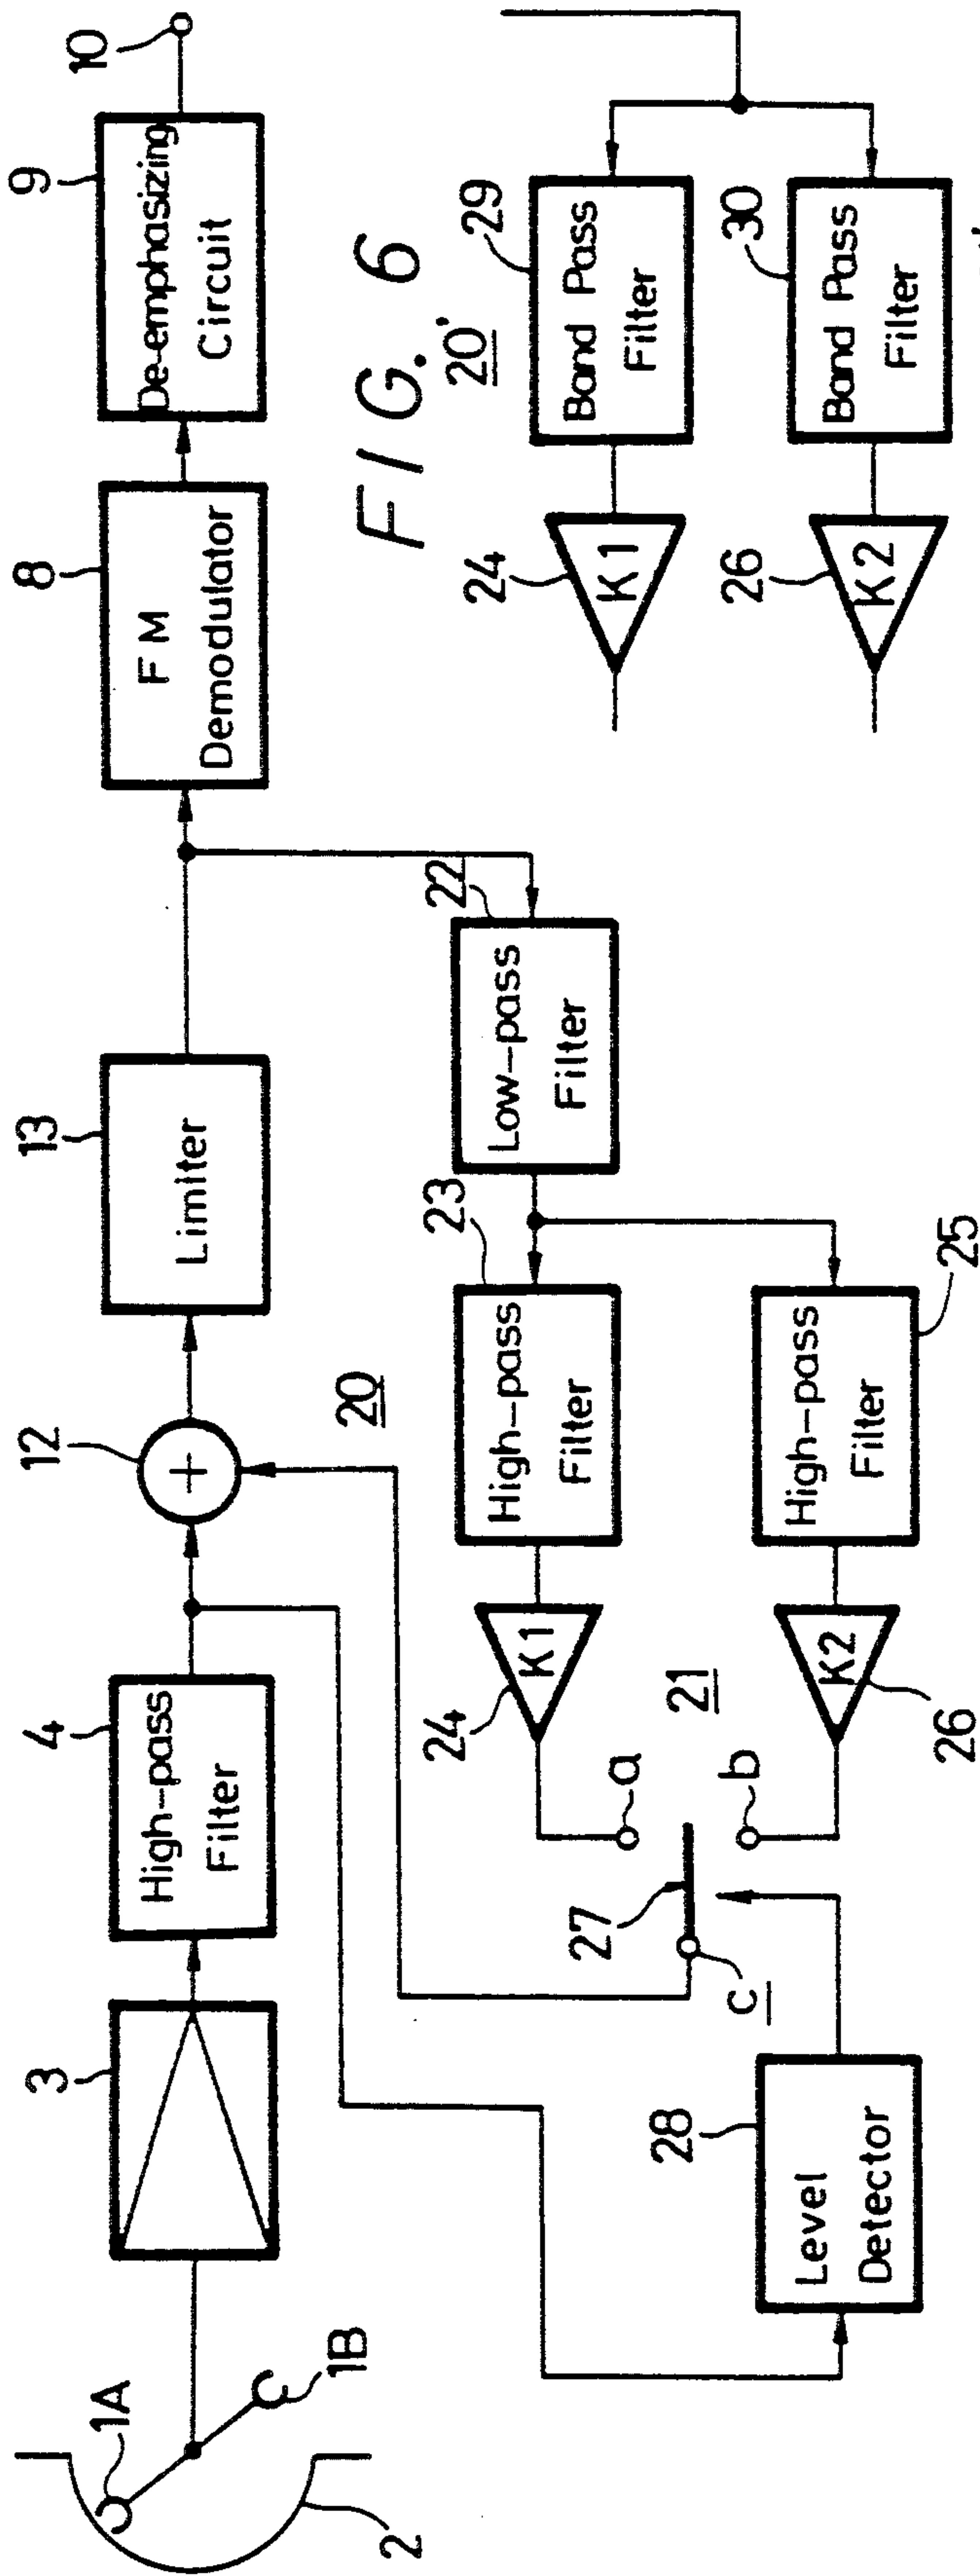 1A
1B
2
3
4
High-pass
Filter
12
+
13
Limiter
8
FM
Demodulator
9
De-emphasizing
Circuit
10
20
22
Low-pass
Filter
23
High-pass
Filter
25
High-pass
Filter
24
K1
26
K2
21
a
b
c
27
28
Level
Detector
FIG. 6
20'
29
Band Pass
Filter
30
Band Pass
Filter
24
K1
26
K2